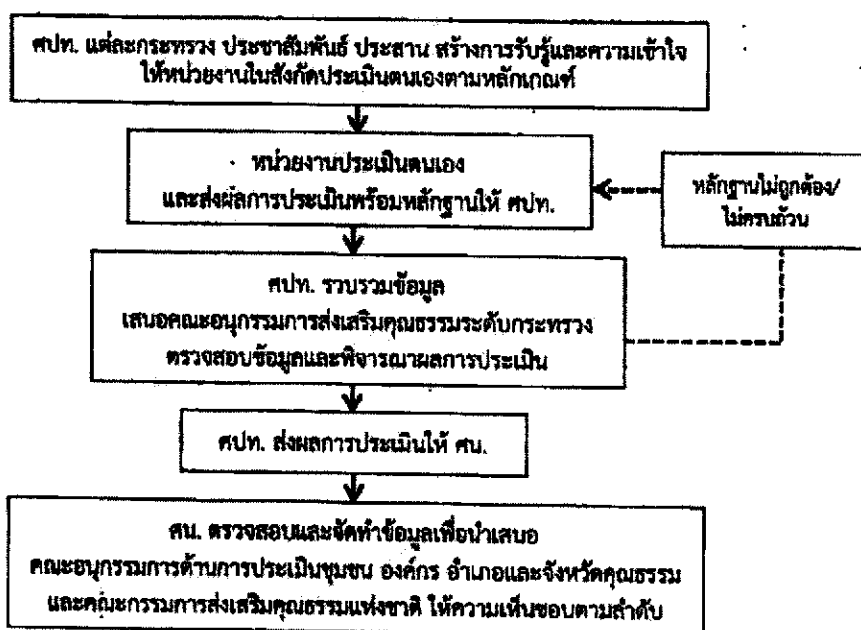 ศปท. แต่ละกระทรวง ประชาสัมพันธ์ ประสาน สร้างการรับรู้และความเข้าใจ
ให้หน่วยงานในสังกัดประเมินตนเองตามหลักเกณฑ์
หน่วยงานประเมินตนเอง
และส่งผลการประเมินพร้อมหลักฐานให้ ศปท.
หลักฐานไม่ถูกต้อง/
ไม่ครบถ้วน
ศปท. รวบรวมข้อมูล
เสนอคณะอนุกรรมการส่งเสริมคุณธรรมระดับกระทรวง
ตรวจสอบข้อมูลและพิจารณาผลการประเมิน
ศปท. ส่งผลการประเมินให้ ศน.
ศน. ตรวจสอบและจัดทำข้อมูลเพื่อนำเสนอ
คณะอนุกรรมการด้านการประเมินชุมชน องค์กร อำเภอและจังหวัดคุณธรรม
และคณะกรรมการส่งเสริมคุณธรรมแห่งชาติ ให้ความเห็นชอบตามลำดับ